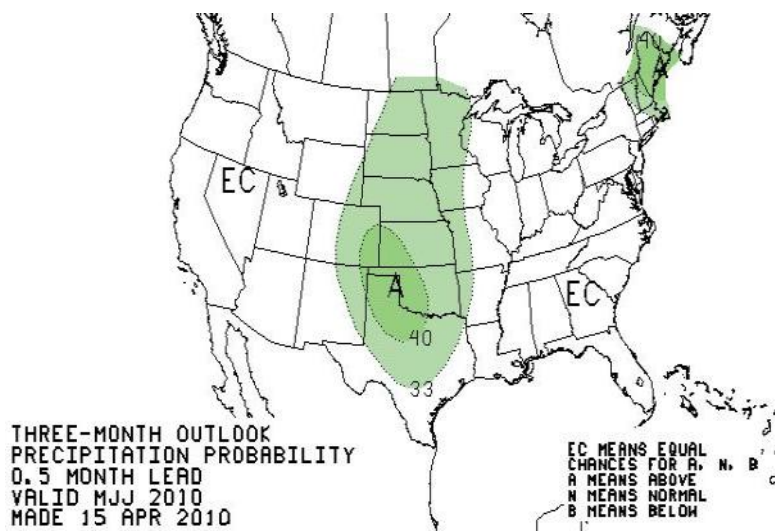 40
A
EC
A
EC
40
33
THREE-MONTH OUTLOOK
PRECIPITATION PROBABILITY
0.5 MONTH LEAD
VALID MJJ 2010
MADE 15 APR 2010
EC MEANS EQUAL
CHANCES FOR A, N, B
A MEANS ABOVE
N MEANS NORMAL
B MEANS BELOW